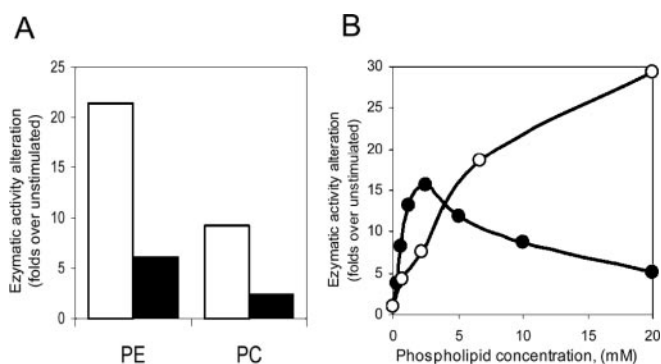 A
Ezymatic activity alteration
(folds over unstimulated)
25
20
15
10
5
0
PE PC
B
Ezymatic activity alteration
(folds over unstimulated)
30
25
20
15
10
5
0
0 5 10 15 20
Phospholipid concentration, (mM)